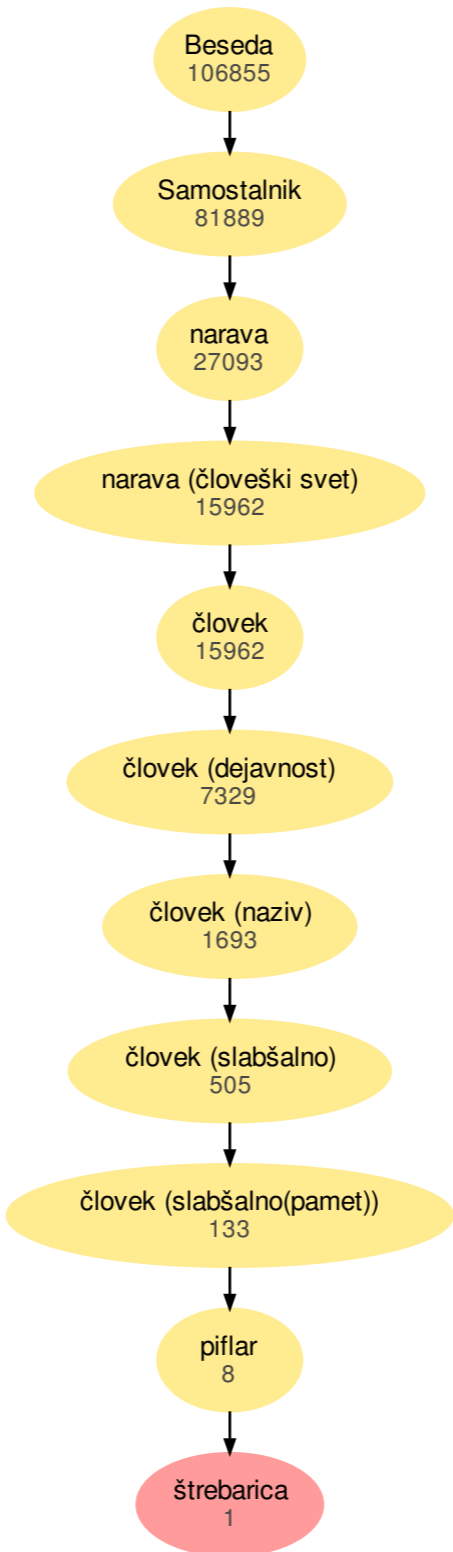 Beseda
106855
Samostalnik
81889
narava
27093
narava (človeški svet)
15962
človek
15962
človek (dejavnost)
7329
človek (naziv)
1693
človek (slabšalno)
505
človek (slabšalno(pamet))
133
piflar
8
štrebarica
1